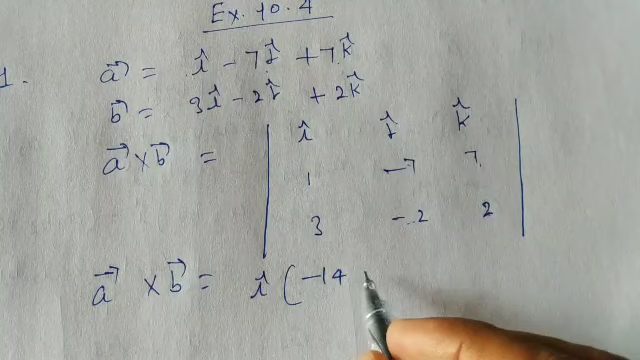 Ex. 10.4
1. a⃗ = î - 7ĵ + 7k̂
b⃗ = 3î - 2ĵ + 2k̂
a⃗ × b⃗ = | î ĵ k̂ |
| 1 -7 7 |
| 3 -2 2 |
a⃗ × b⃗ = î ( -14